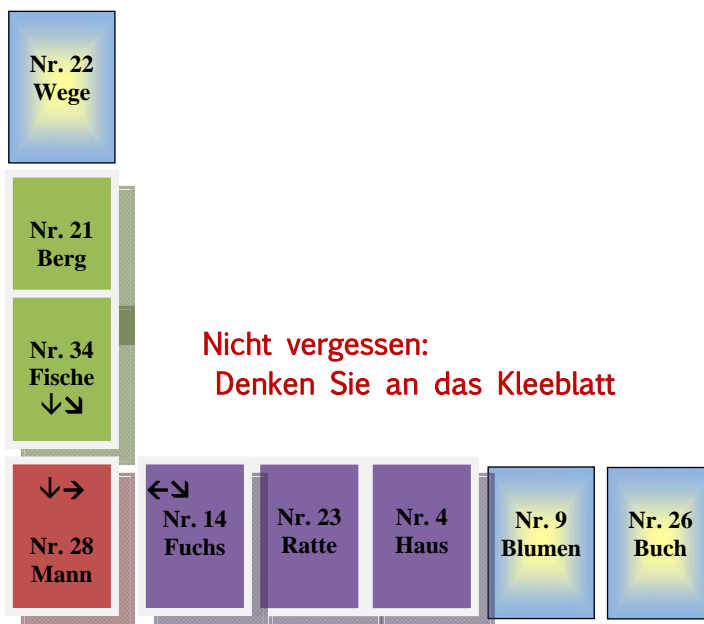 Nr. 22
Wege
Nr. 21
Berg
Nr. 34
Fische
↓↘
Nicht vergessen:
Denken Sie an das Kleeblatt
↓→
Nr. 28
Mann
←↘
Nr. 14
Fuchs
Nr. 23
Ratte
Nr. 4
Haus
Nr. 9
Blumen
Nr. 26
Buch